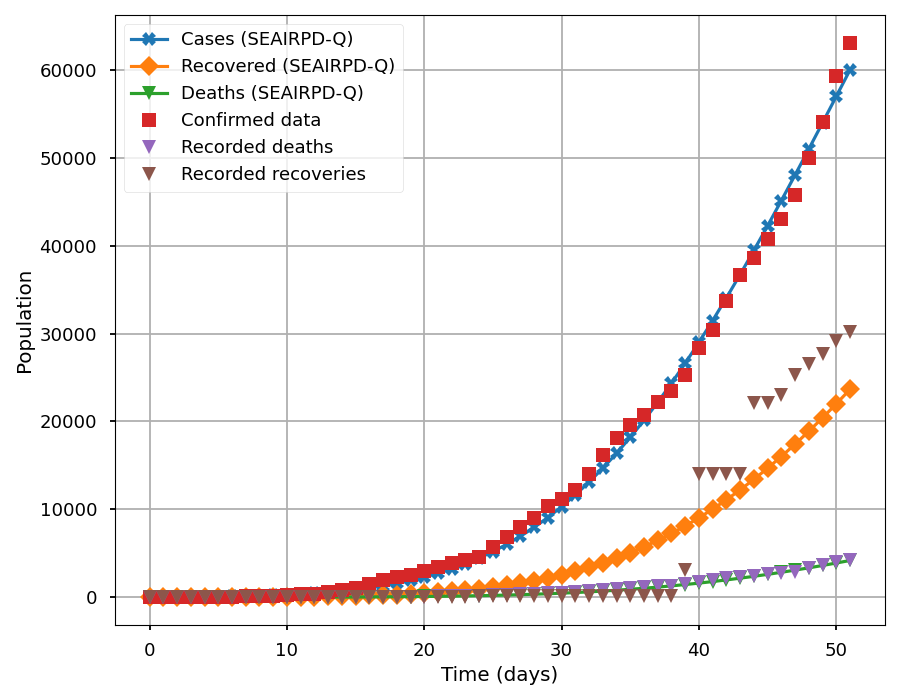 Cases (SEAIRPD-Q)
Recovered (SEAIRPD-Q)
Deaths (SEAIRPD-Q)
Confirmed data
Recorded deaths
Recorded recoveries
Population
60000
50000
40000
30000
20000
10000
0
0 10 20 30 40 50
Time (days)